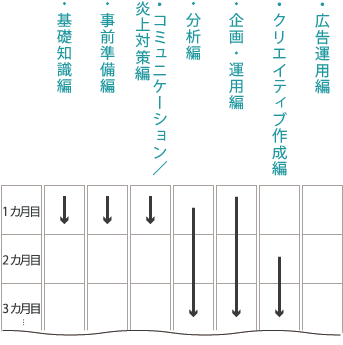 ・基礎知識編
・事前準備編
・コミュニケーション／
炎上対策編
・分析編
・企画・運用編
・クリエイティブ作成編
・広告運用編
1カ月目
2カ月目
3カ月目
⋮